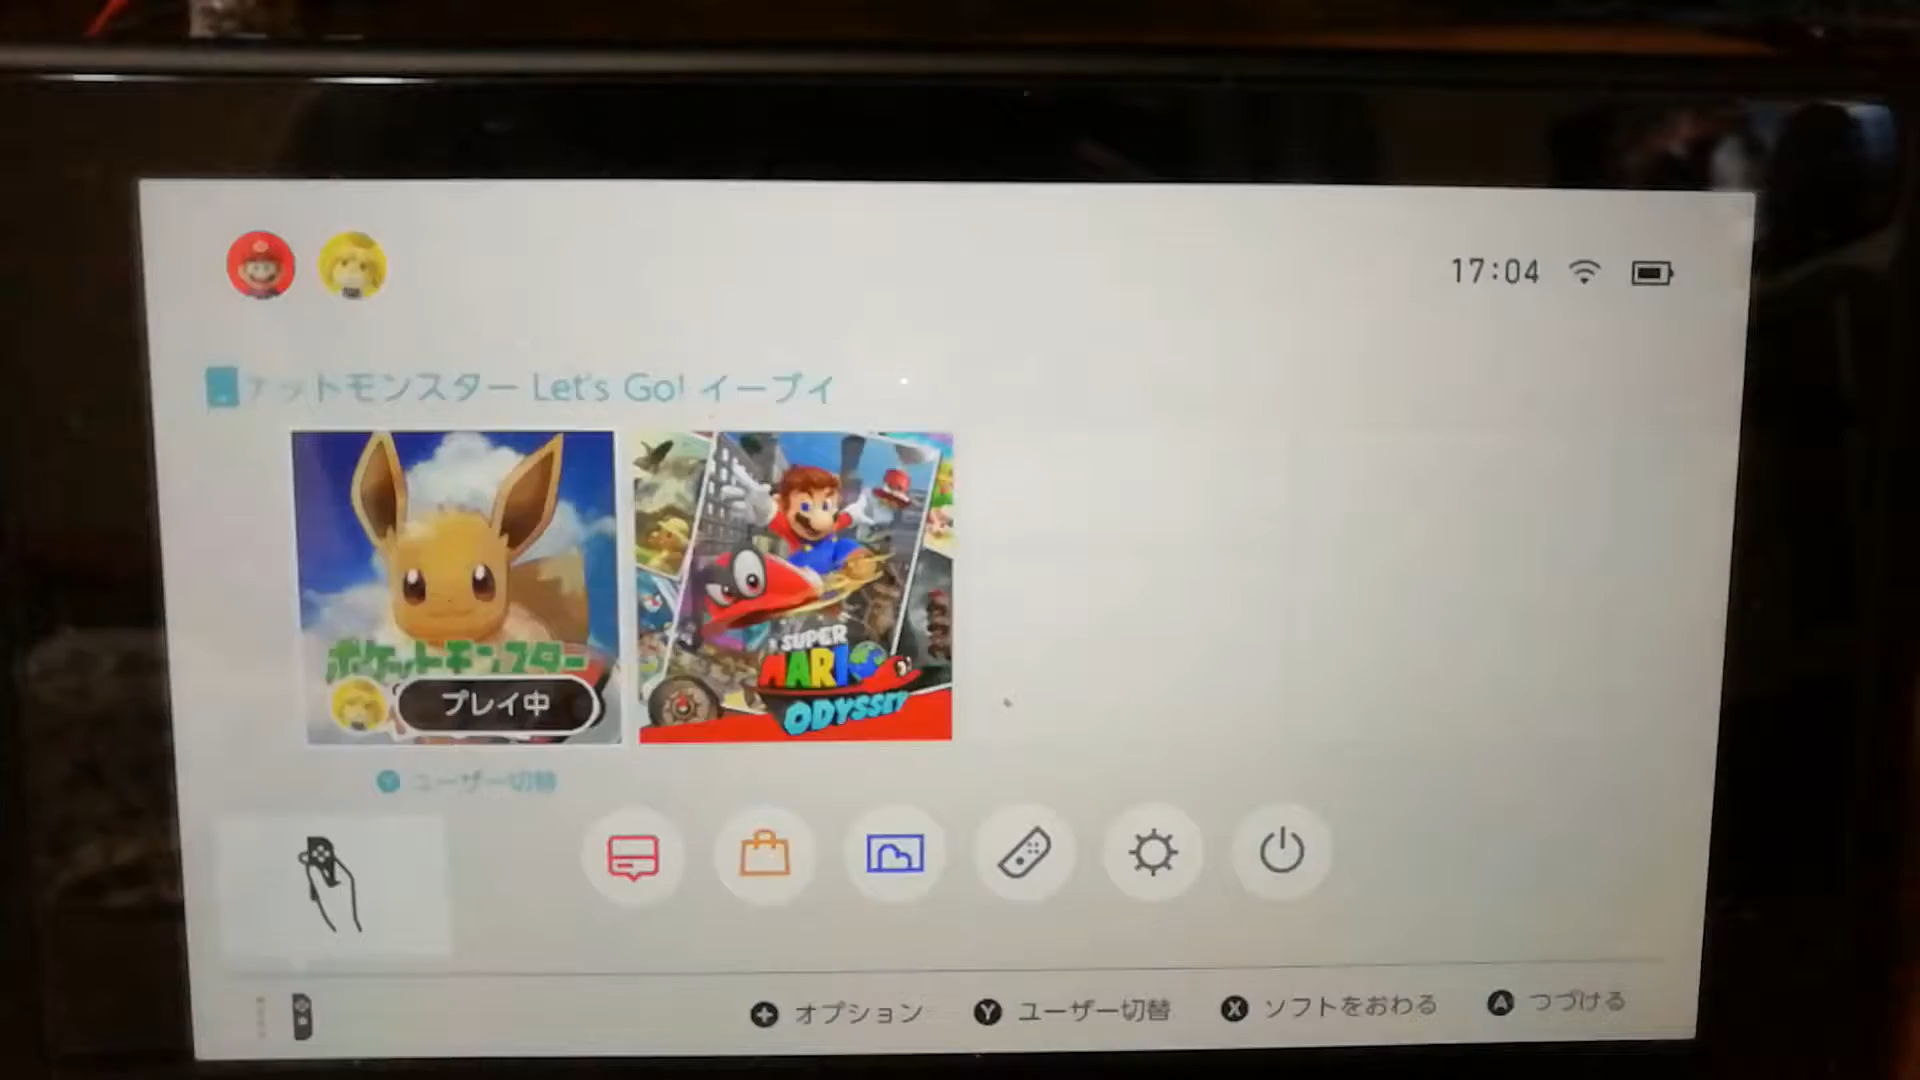 17:04
ケットモンスター Let's Go! イーブイ
ポケットモンスター
プレイ中
SUPER
MARIO
ODYSSEY
Y ユーザー切替
+ オプション Y ユーザー切替 X ソフトをおわる A つづける